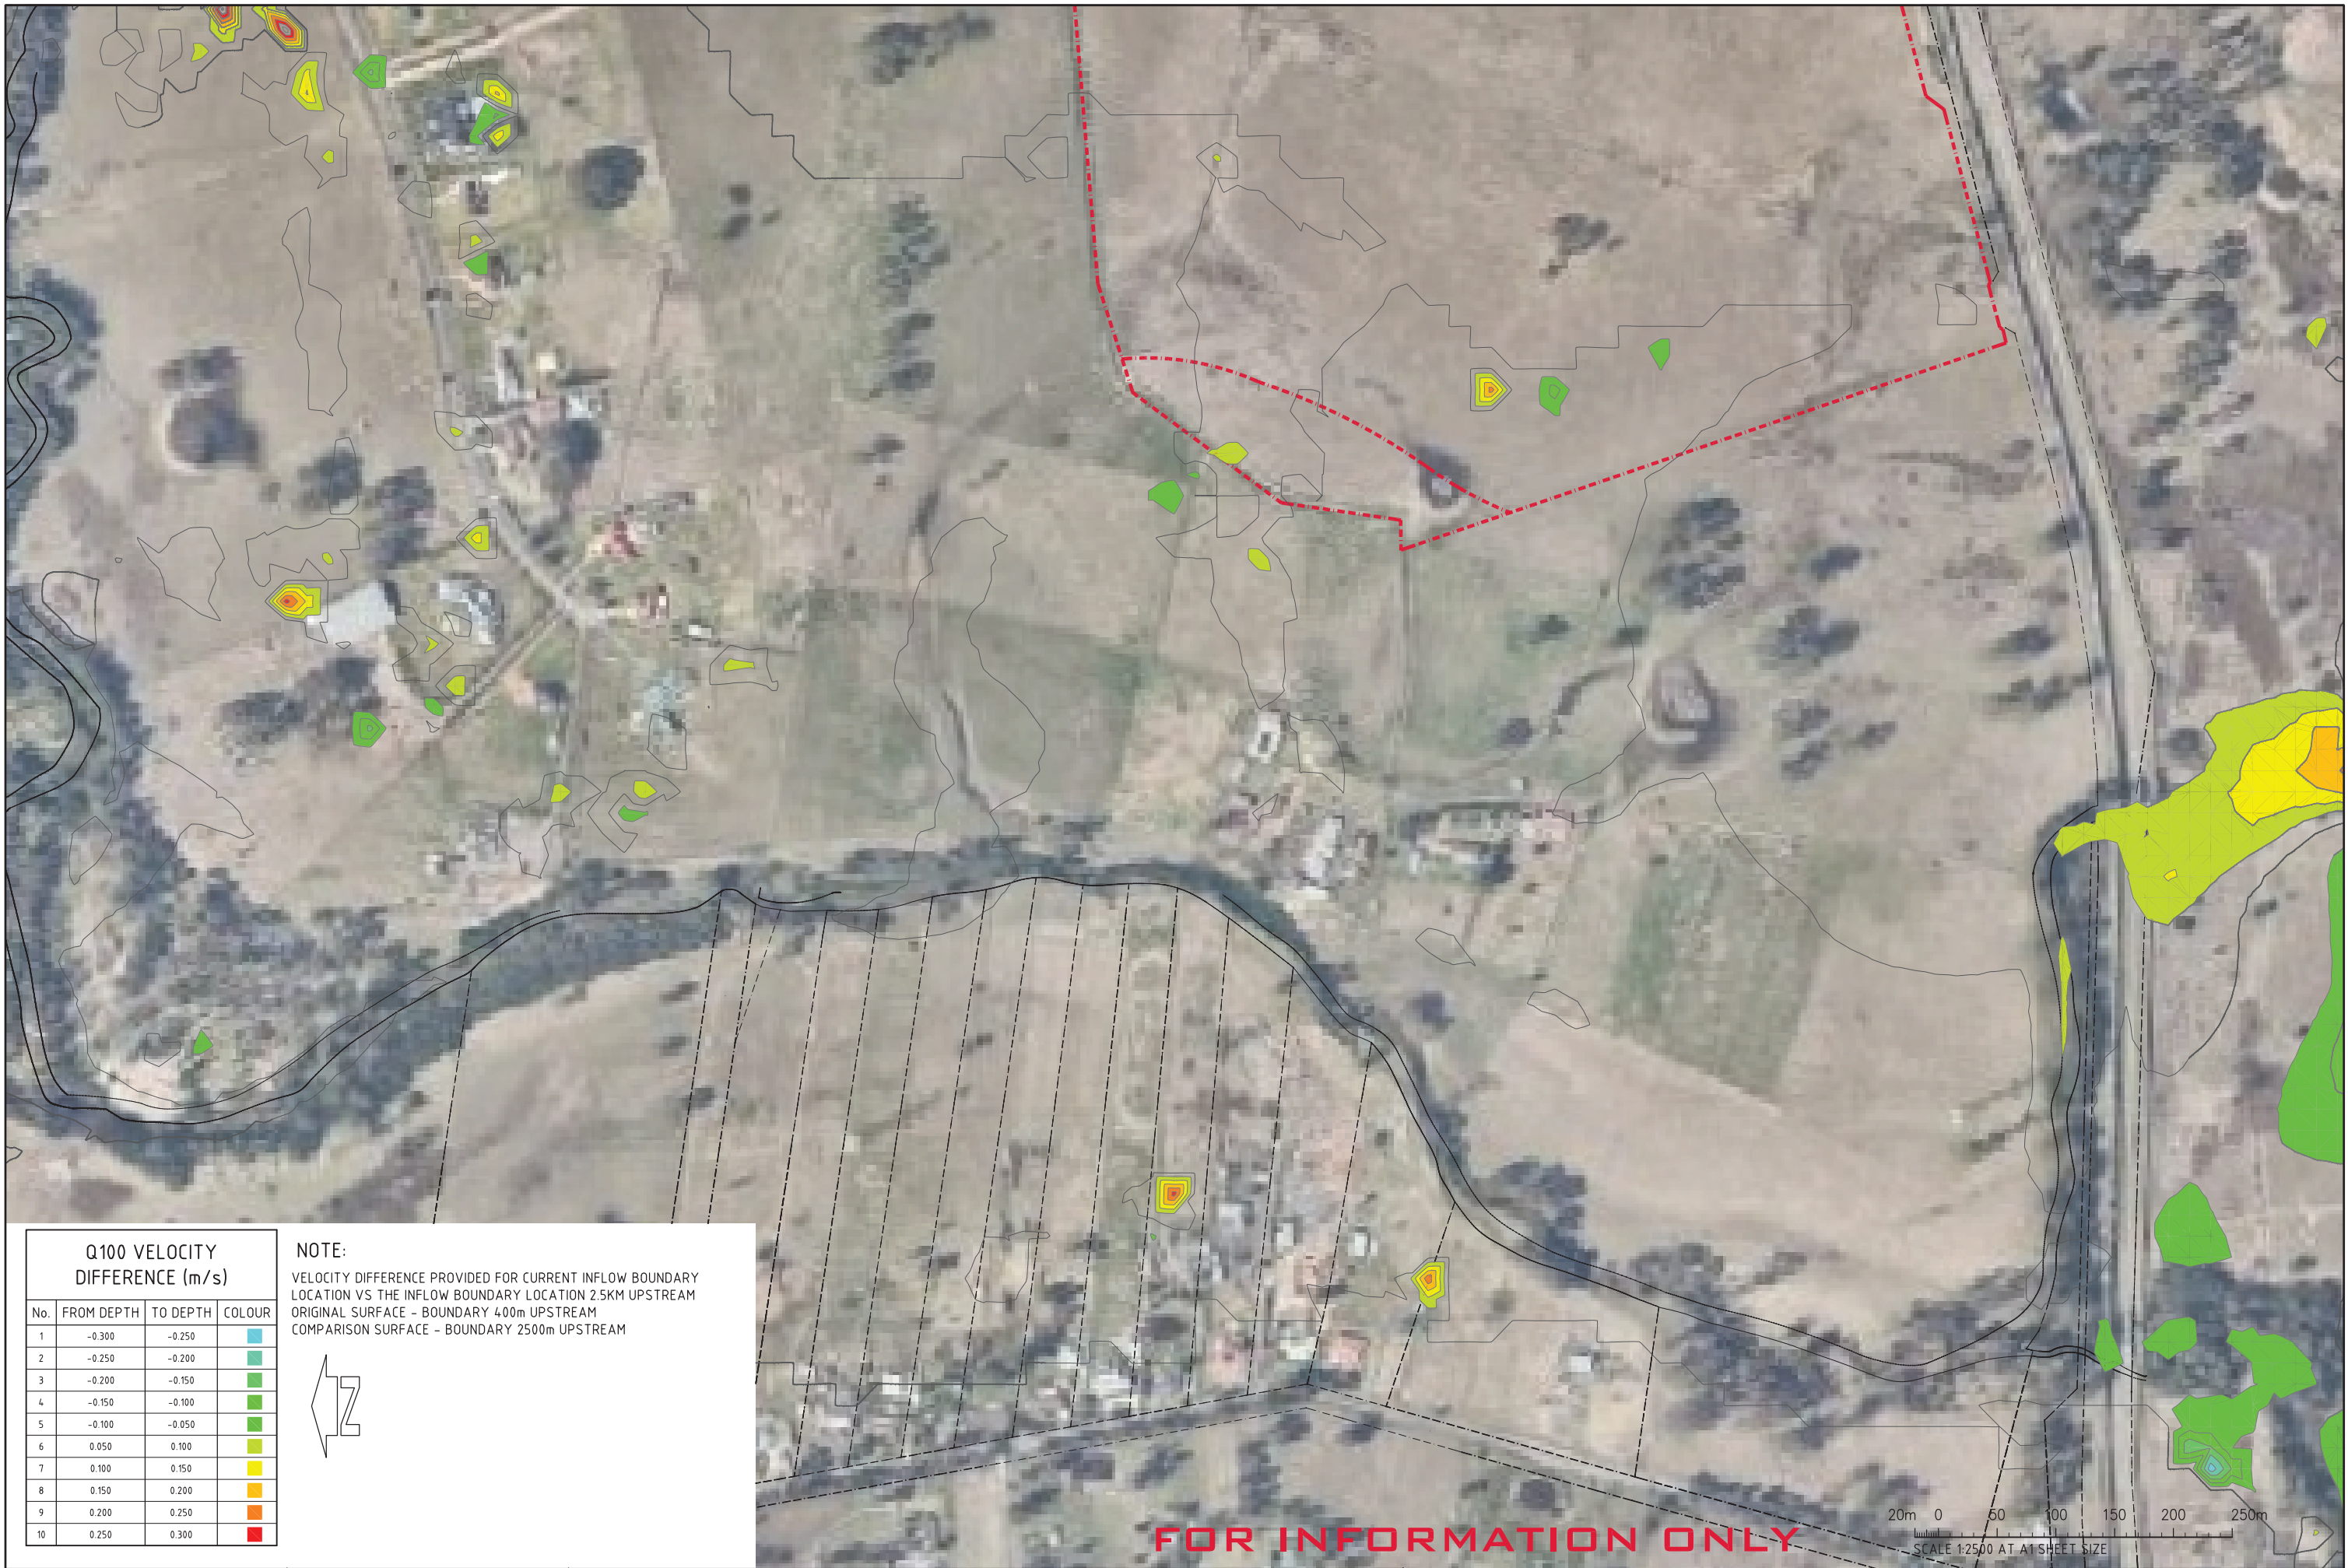 Q100 VELOCITY
DIFFERENCE (m/s)
No. FROM DEPTH TO DEPTH COLOUR
1 -0.300 -0.250
2 -0.250 -0.200
3 -0.200 -0.150
4 -0.150 -0.100
5 -0.100 -0.050
6 0.050 0.100
7 0.100 0.150
8 0.150 0.200
9 0.200 0.250
10 0.250 0.300
NOTE:
VELOCITY DIFFERENCE PROVIDED FOR CURRENT INFLOW BOUNDARY
LOCATION VS THE INFLOW BOUNDARY LOCATION 2.5KM UPSTREAM
ORIGINAL SURFACE - BOUNDARY 400m UPSTREAM
COMPARISON SURFACE - BOUNDARY 2500m UPSTREAM
N
FOR INFORMATION ONLY
20m 0 50 100 150 200 250m
SCALE 1:2500 AT A1 SHEET SIZE